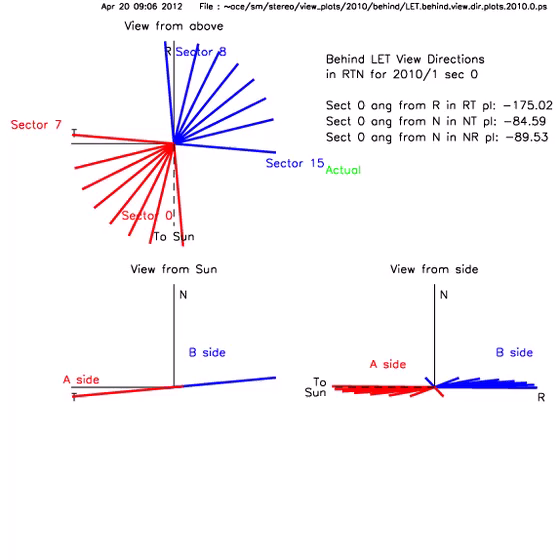 Apr 20 09:06 2012 File : ~ace/sm/stereo/view_plots/2010/behind/LET.behind.view.dir.plots.2010.0.ps
View from above
R Sector 8
Behind LET View Directions
in RTN for 2010/1 sec 0
Sect 0 ang from R in RT pl: −175.02
Sect 0 ang from N in NT pl: −84.59
Sect 0 ang from N in NR pl: −89.53
Sector 7
T
Sector 15
Actual
Sector 0
To Sun
View from Sun
View from side
N
N
B side
A side
B side
A side
T
To
Sun
R